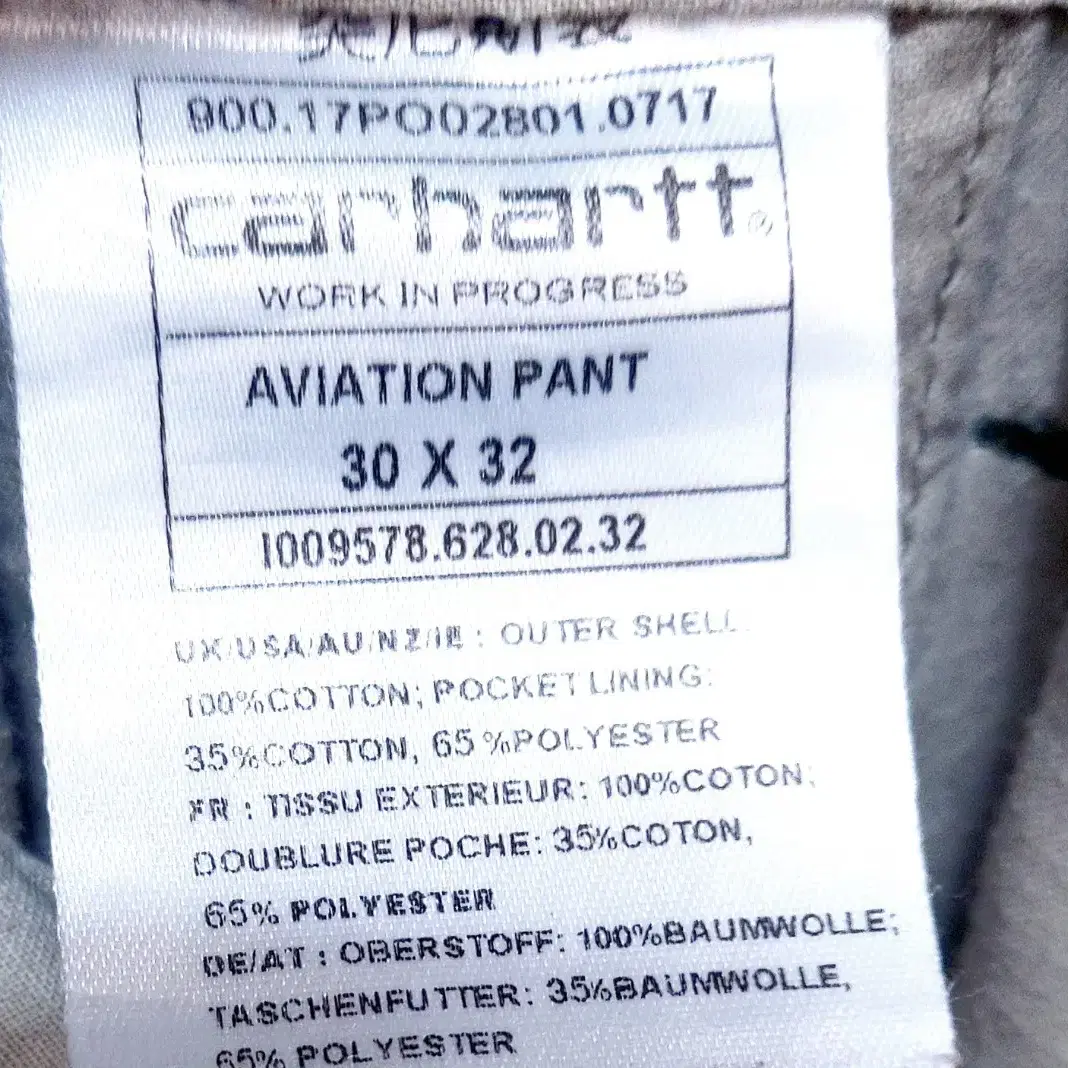 900.17PO02801.0717
carhartt®
WORK IN PROGRESS
AVIATION PANT
30 X 32
I009578.628.02.32
UK/USA/AU/NZ/IE : OUTER SHELL:
100%COTTON; POCKET LINING:
35%COTTON, 65%POLYESTER
FR : TISSU EXTERIEUR: 100%COTON;
DOUBLURE POCHE: 35%COTON,
65% POLYESTER
DE/AT : OBERSTOFF: 100%BAUMWOLLE;
TASCHENFUTTER: 35%BAUMWOLLE,
65% POLYESTER